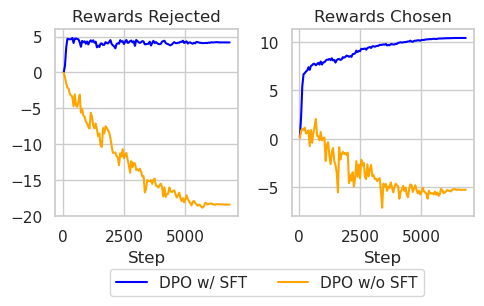 Rewards Rejected
Rewards Chosen
5
0
−5
−10
−15
−20
10
5
0
−5
0 2500 5000
0 2500 5000
Step
Step
DPO w/ SFT
DPO w/o SFT